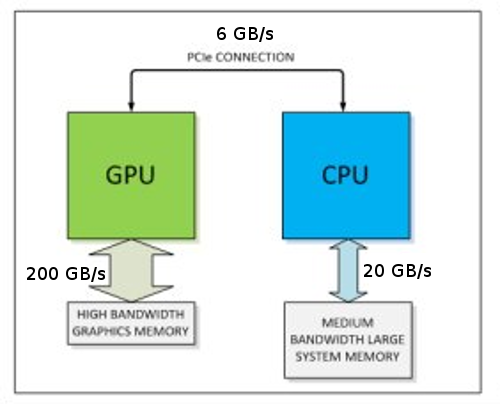 6 GB/s
PCIe CONNECTION
GPU
CPU
200 GB/s
20 GB/s
HIGH BANDWIDTH
GRAPHICS MEMORY
MEDIUM
BANDWIDTH LARGE
SYSTEM MEMORY